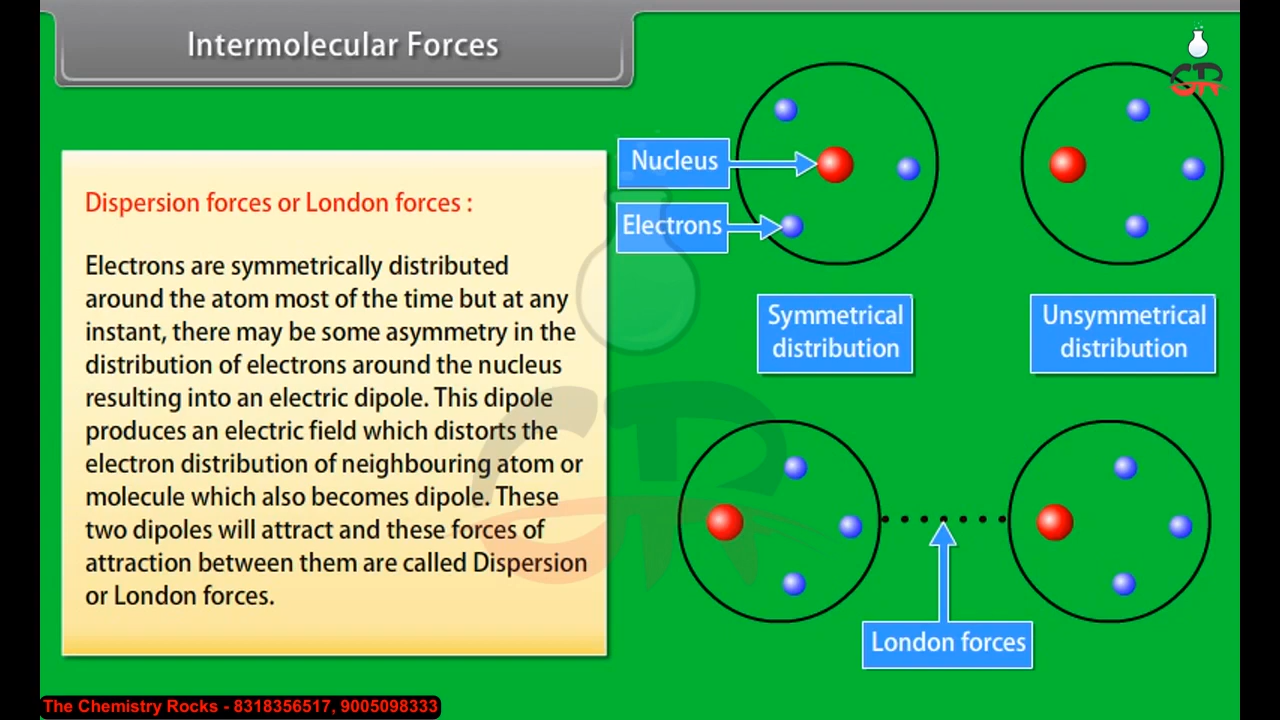 Intermolecular Forces
Dispersion forces or London forces :
Electrons are symmetrically distributed
around the atom most of the time but at any
instant, there may be some asymmetry in the
distribution of electrons around the nucleus
resulting into an electric dipole. This dipole
produces an electric field which distorts the
electron distribution of neighbouring atom or
molecule which also becomes dipole. These
two dipoles will attract and these forces of
attraction between them are called Dispersion
or London forces.
Nucleus
Electrons
Symmetrical
distribution
Unsymmetrical
distribution
London forces
The Chemistry Rocks - 8318356517, 9005098333